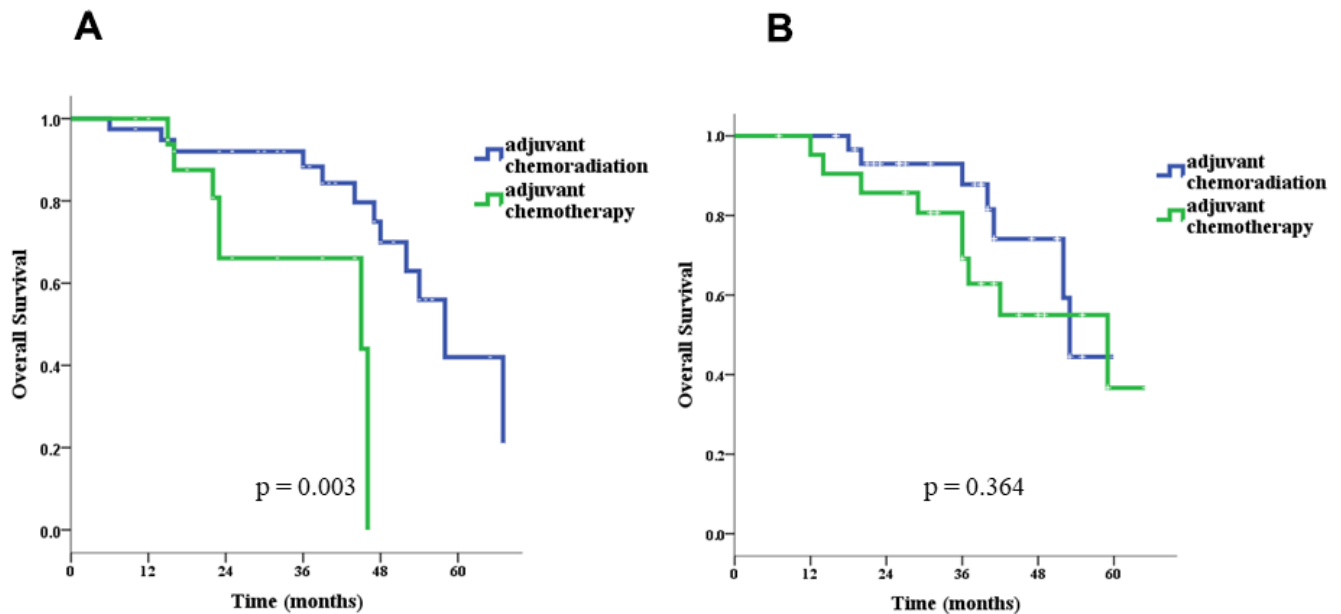 A
B
1.0
0.8
0.6
0.4
0.2
0.0
Overall Survival
adjuvant
chemoradiation
adjuvant
chemotherapy
p = 0.003
0 12 24 36 48 60
Time (months)
1.0
0.8
0.6
0.4
0.2
0.0
Overall Survival
adjuvant
chemoradiation
adjuvant
chemotherapy
p = 0.364
0 12 24 36 48 60
Time (months)